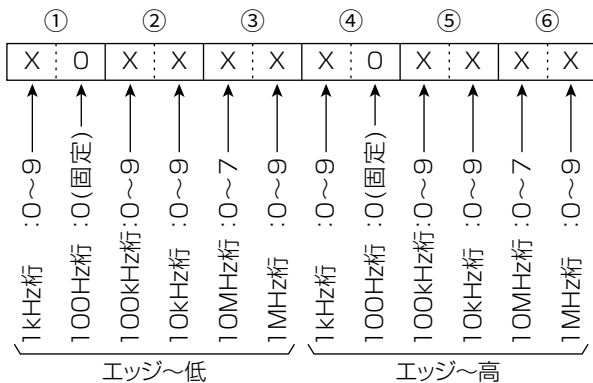 ① ② ③ ④ ⑤ ⑥
X 0 X X X X X 0 X X X X
1kHz桁 :0~9
100Hz桁 :0(固定)
100kHz桁:0~9
10kHz桁 :0~9
10MHz桁 :0~7
1MHz桁 :0~9
1kHz桁 :0~9
100Hz桁 :0(固定)
100kHz桁:0~9
10kHz桁 :0~9
10MHz桁 :0~7
1MHz桁 :0~9
エッジ~低 エッジ~高